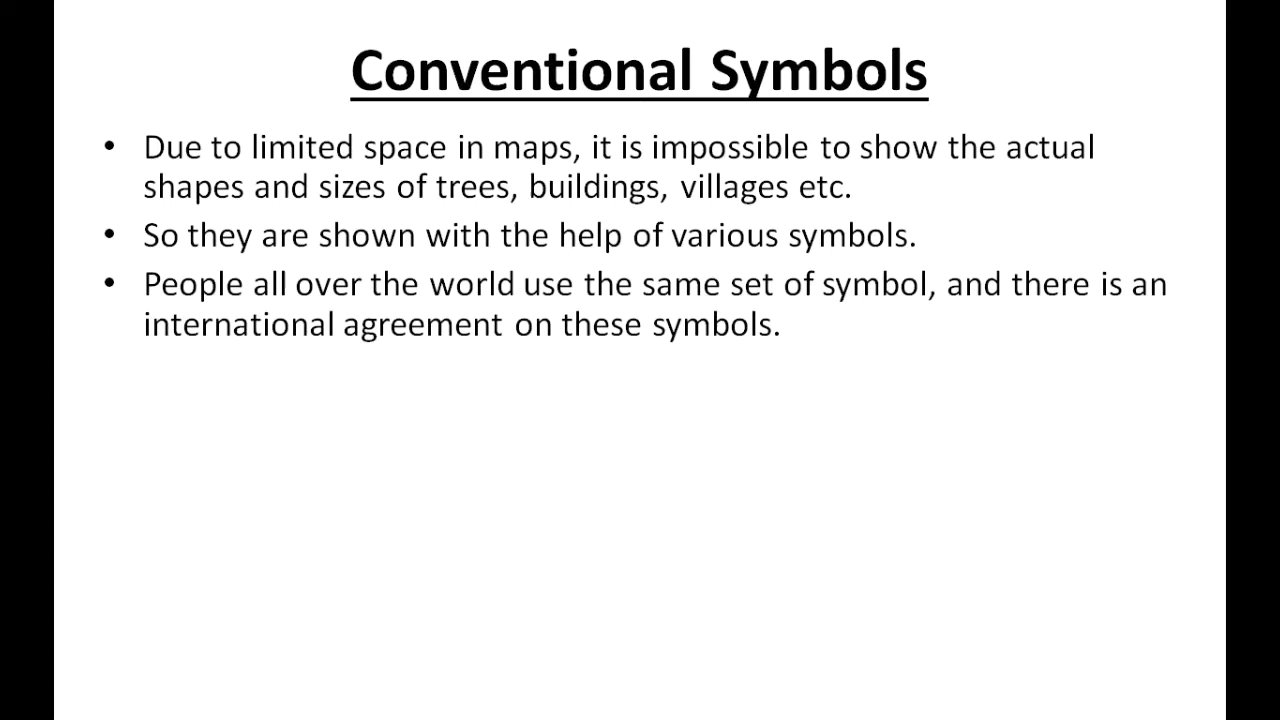 Conventional Symbols
• Due to limited space in maps, it is impossible to show the actual
shapes and sizes of trees, buildings, villages etc.
• So they are shown with the help of various symbols.
• People all over the world use the same set of symbol, and there is an
international agreement on these symbols.